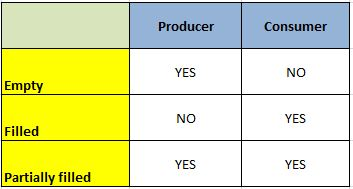 Producer Consumer
Empty YES NO
Filled NO YES
Partially filled YES YES